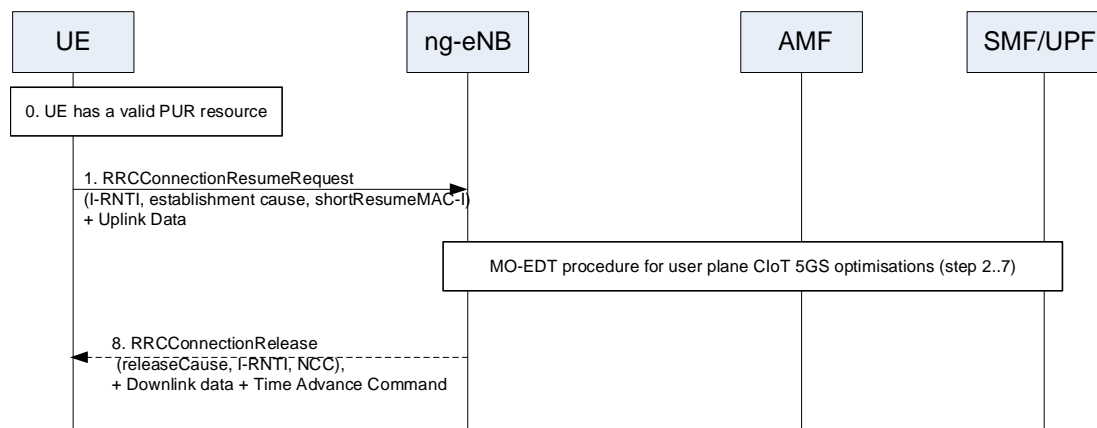 UE
ng-eNB
AMF
SMF/UPF
0. UE has a valid PUR resource
1. RRCConnectionResumeRequest
(I-RNTI, establishment cause, shortResumeMAC-I)
+ Uplink Data
MO-EDT procedure for user plane CIoT 5GS optimisations (step 2..7)
8. RRCConnectionRelease
(releaseCause, I-RNTI, NCC),
+ Downlink data + Time Advance Command